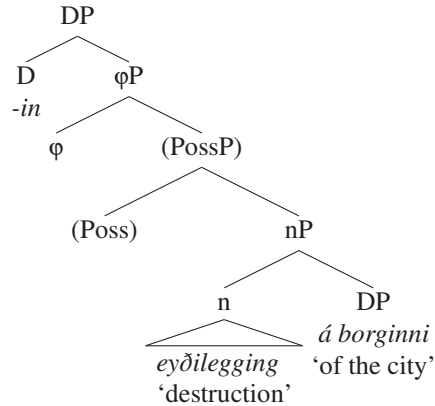 DP
D φP
-in
φ (PossP)
(Poss) nP
n DP
eyðilegging á borginni
‘destruction’ ‘of the city’